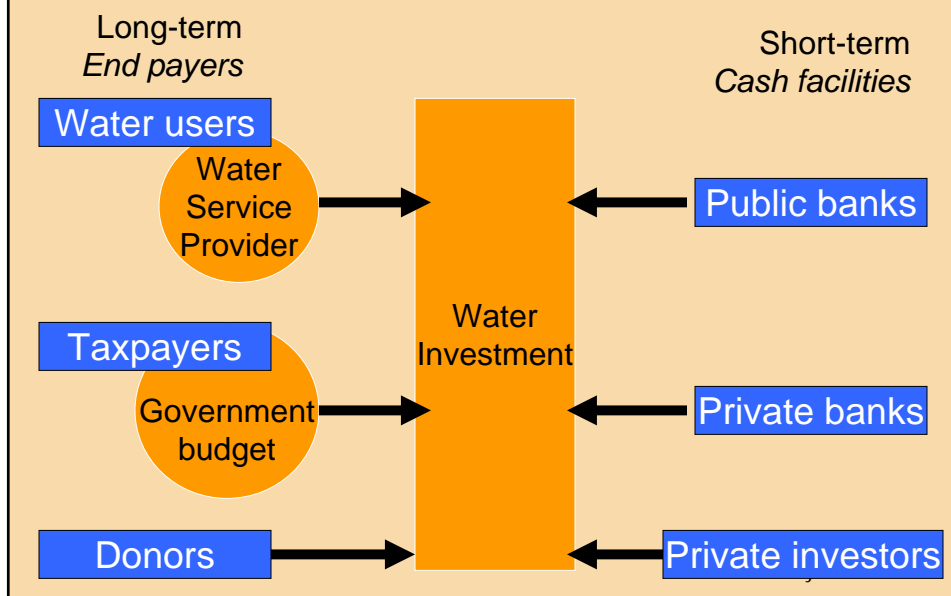 Long-term
End payers
Short-term
Cash facilities
Water users
Water
Service
Provider
Public banks
Water
Investment
Taxpayers
Government
budget
Private banks
Donors
Private investors